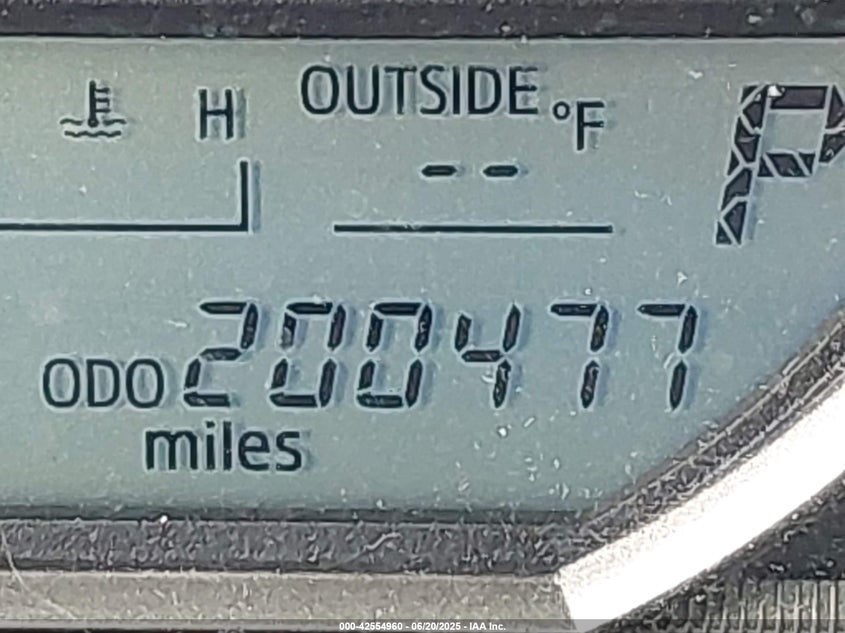 H OUTSIDE °F P
--
ODO 200477
miles
000-42554960 - 06/20/2025 - IAA Inc.